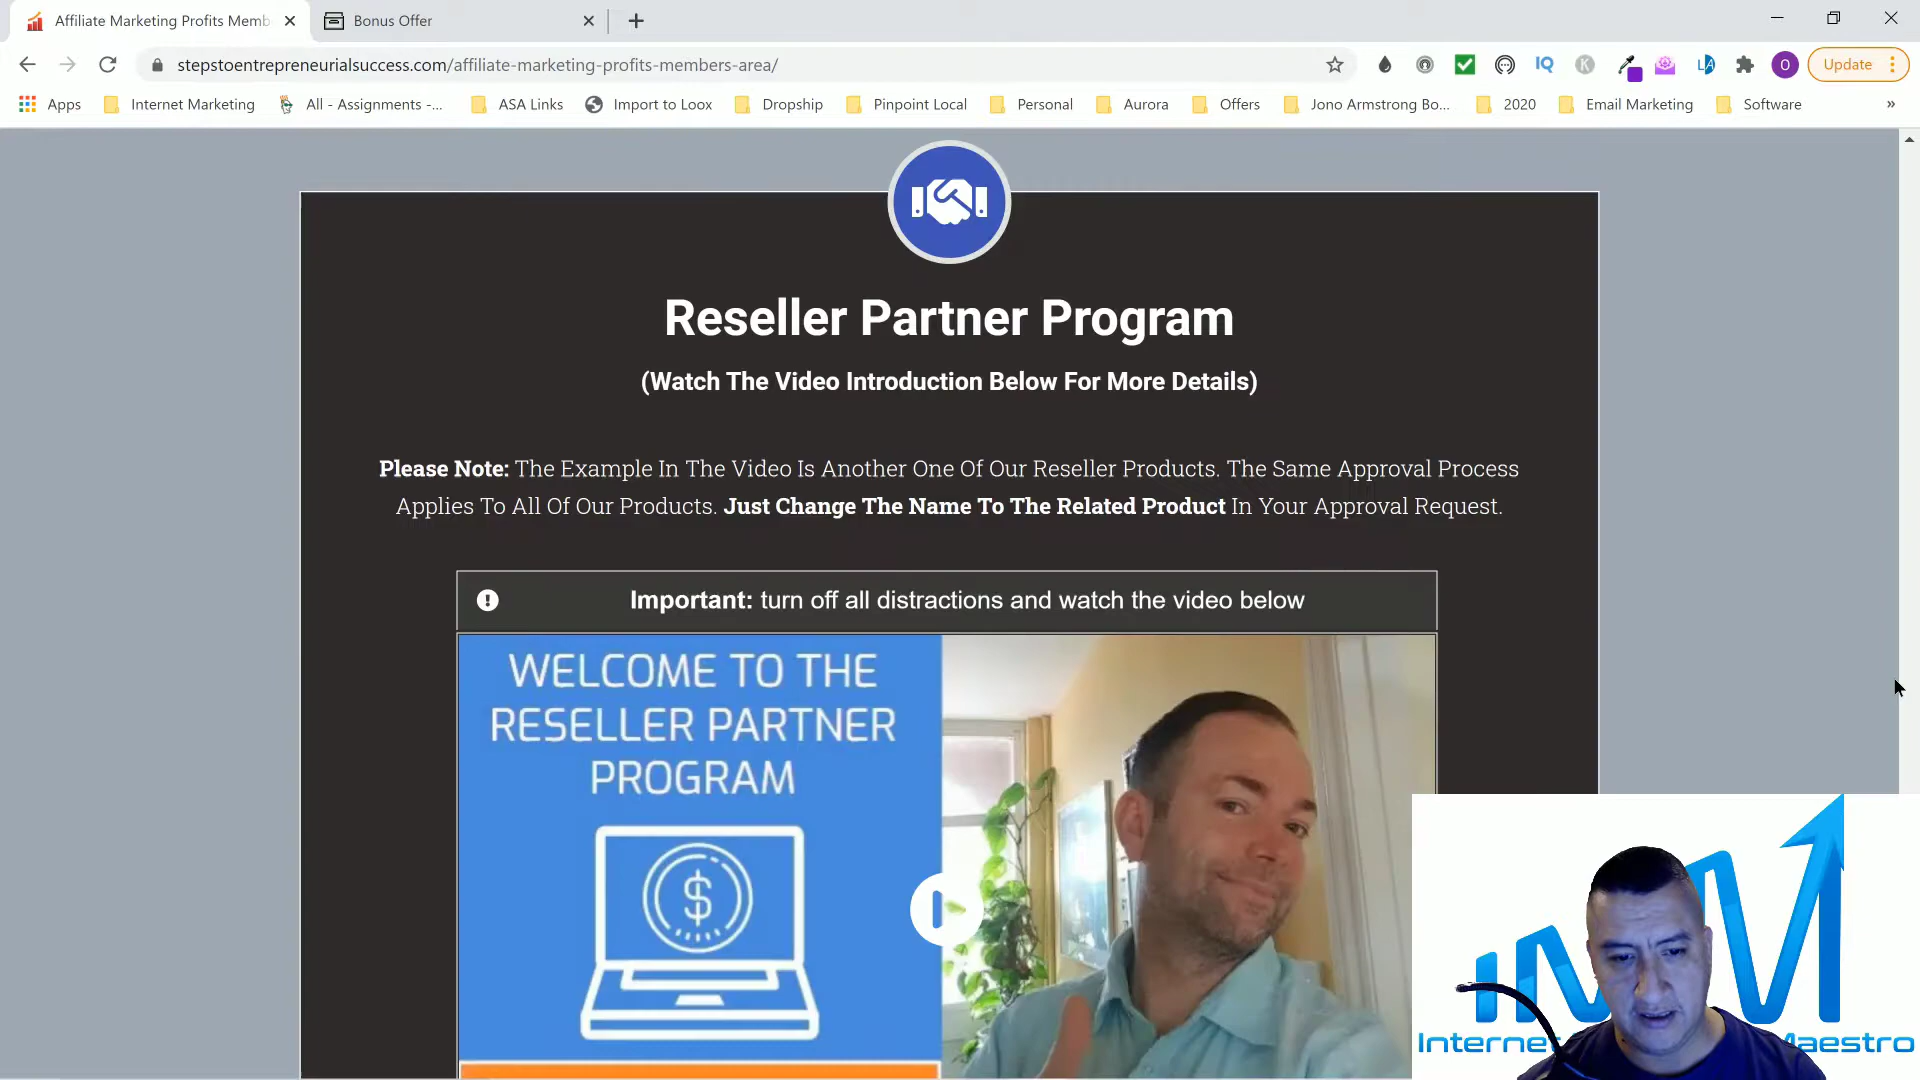 Affiliate Marketing Profits Memb
Bonus Offer
stepstoentrepreneurialsuccess.com/affiliate-marketing-profits-members-area/
IQ
K
O
Update
Apps
Internet Marketing
All - Assignments -...
ASA Links
Import to Loox
Dropship
Pinpoint Local
Personal
Aurora
Offers
Jono Armstrong Bo...
2020
Email Marketing
Software
»
Reseller Partner Program
(Watch The Video Introduction Below For More Details)
Please Note: The Example In The Video Is Another One Of Our Reseller Products. The Same Approval Process
Applies To All Of Our Products. Just Change The Name To The Related Product In Your Approval Request.
Important: turn off all distractions and watch the video below
WELCOME TO THE
RESELLER PARTNER
PROGRAM
$